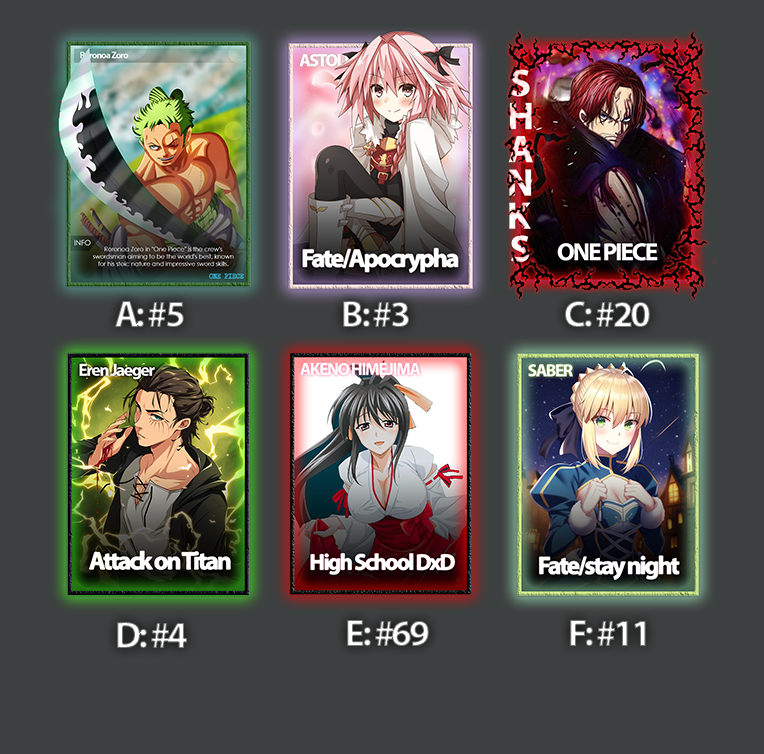 Roronoa Zoro
INFO
Roronoa Zoro in "One Piece" is the crew's
swordsman aiming to be the world's best, known
for his stoic nature and impressive sword skills.
ONE PIECE
A: #5
ASTOL
Fate/Apocrypha
B: #3
SHANKS
ONE PIECE
C: #20
Eren Jaeger
Attack on Titan
D: #4
AKENO HIMEJIMA
High School DxD
E: #69
SABER
Fate/stay night
F: #11